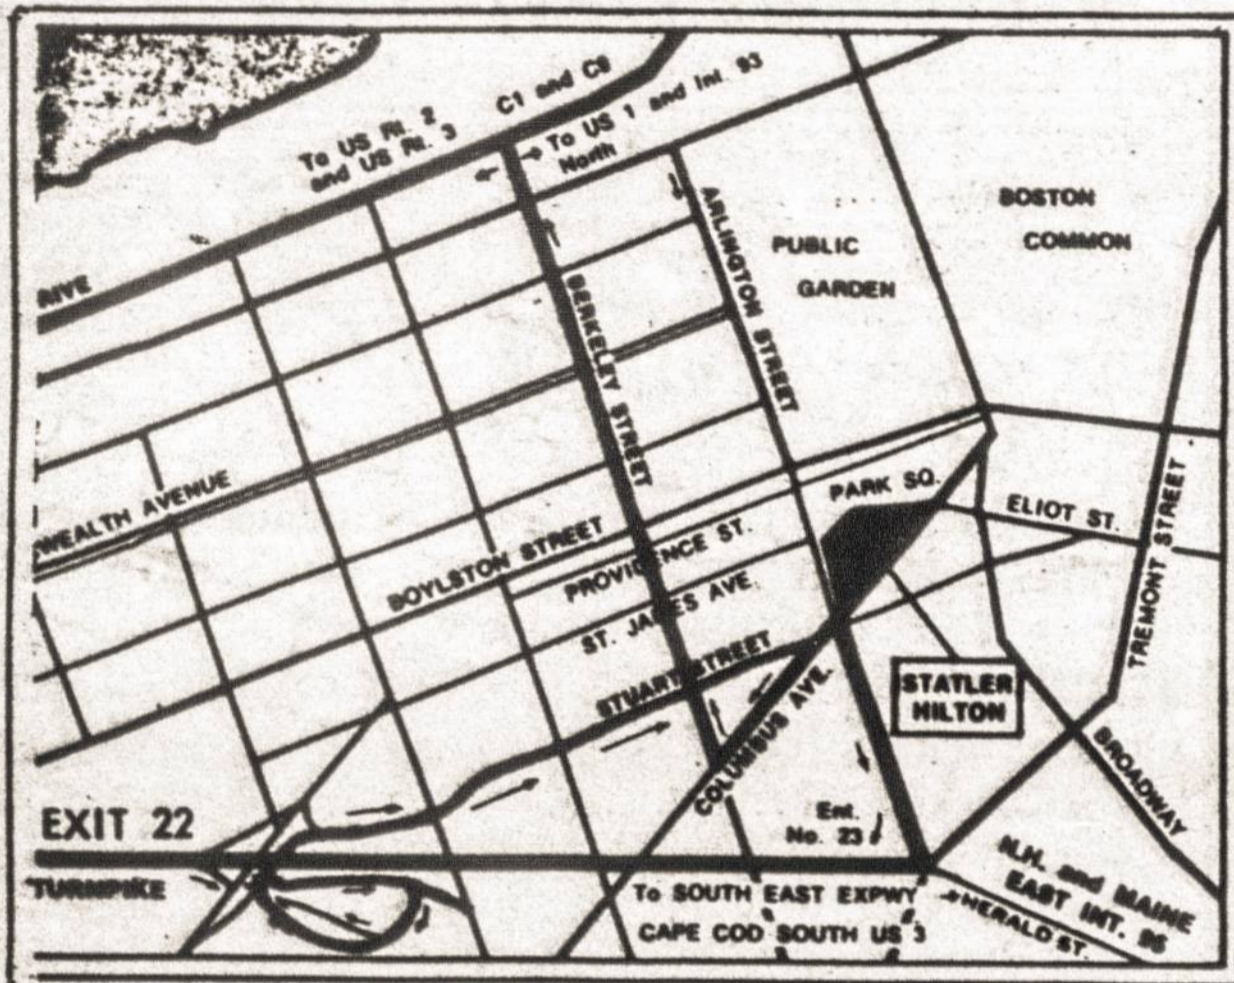 C1 and C9
To US Rt. 2
and US Rt. 3
To US 1 and Int. 93
North
RIVE
ARLINGTON STREET
PUBLIC
GARDEN
BOSTON
COMMON
BERKELEY STREET
WEALTH AVENUE
BOYLSTON STREET
PROVIDENCE ST.
ST. JAMES AVE.
STUART STREET
PARK SQ.
ELIOT ST.
TREMONT STREET
STATLER
HILTON
COLUMBUS AVE.
BROADWAY
EXIT 22
TURNPIKE
Ent.
No. 23
To SOUTH EAST EXPWY
CAPE COD SOUTH US 3
HERALD ST.
N.H. and MAINE
EAST INT. 95